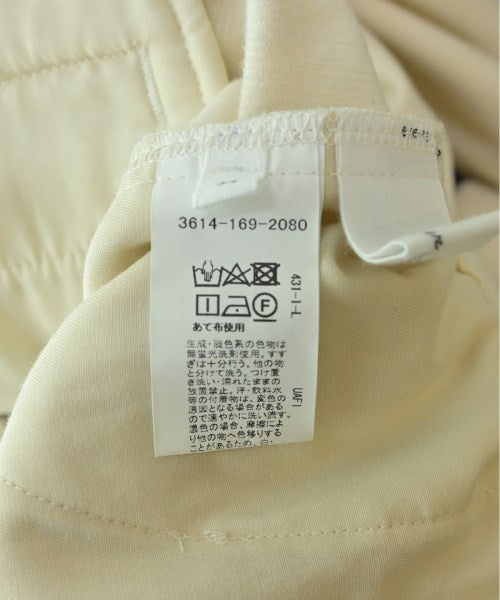 3614-169-2080
F
あて布使用
生成・淡色系の色物は
無蛍光洗剤使用。すす
ぎは十分行う。他の物
と分けて洗う。つけ置
き洗い・濡れたままの
放置禁止。汗・飲料水
等の付着物は、変色の
原因となる場合がある
ので速やかに洗い流す。
濃色の場合、摩擦によ
り他の物へ色移りする
ことがあるため、白・
431-1-L
UAF1